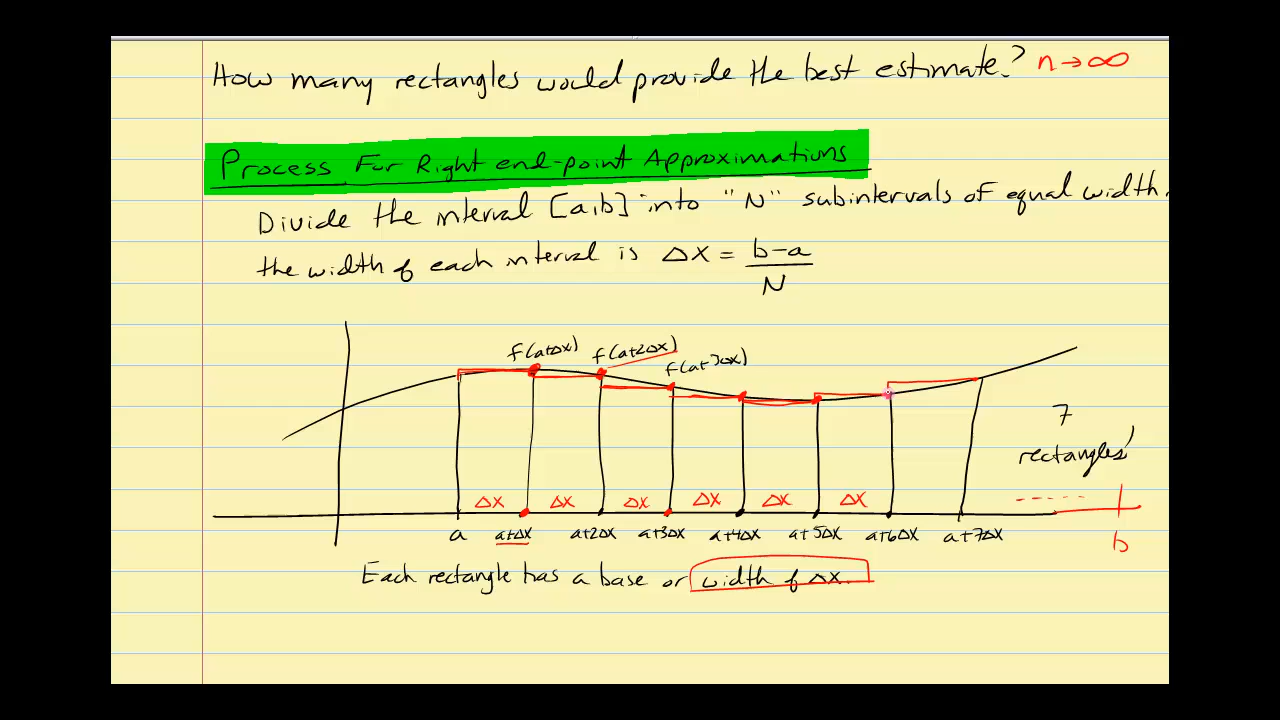 How many rectangles would provide the best estimate? n→∞
Process For Right end-point Approximations
Divide the interval [a,b] into "N" subintervals of equal width.
the width of each interval is Δx = b-a
N
f(a+Δx) f(a+2Δx) f(a+3Δx)
7
rectangles
Δx Δx Δx Δx Δx Δx
a a+Δx a+2Δx a+3Δx a+4Δx a+5Δx a+6Δx a+7Δx b
Each rectangle has a base or width of Δx.